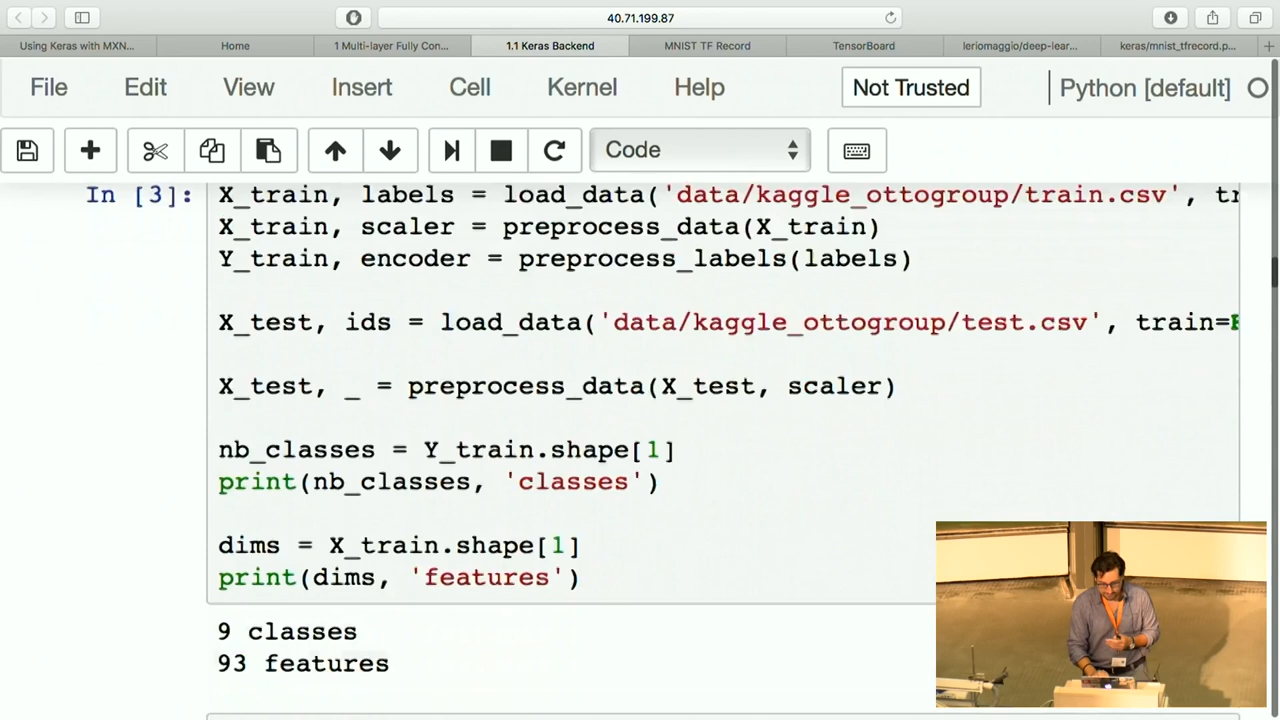 40.71.199.87
Using Keras with MXN... Home 1 Multi-layer Fully Con... 1.1 Keras Backend MNIST TF Record TensorBoard leriomaggio/deep-lear... keras/mnist_tfrecord.p...
File Edit View Insert Cell Kernel Help Not Trusted Python [default]
Code
In [3]: X_train, labels = load_data('data/kaggle_ottogroup/train.csv', tr
X_train, scaler = preprocess_data(X_train)
Y_train, encoder = preprocess_labels(labels)
X_test, ids = load_data('data/kaggle_ottogroup/test.csv', train=
X_test, _ = preprocess_data(X_test, scaler)
nb_classes = Y_train.shape[1]
print(nb_classes, 'classes')
dims = X_train.shape[1]
print(dims, 'features')
9 classes
93 features